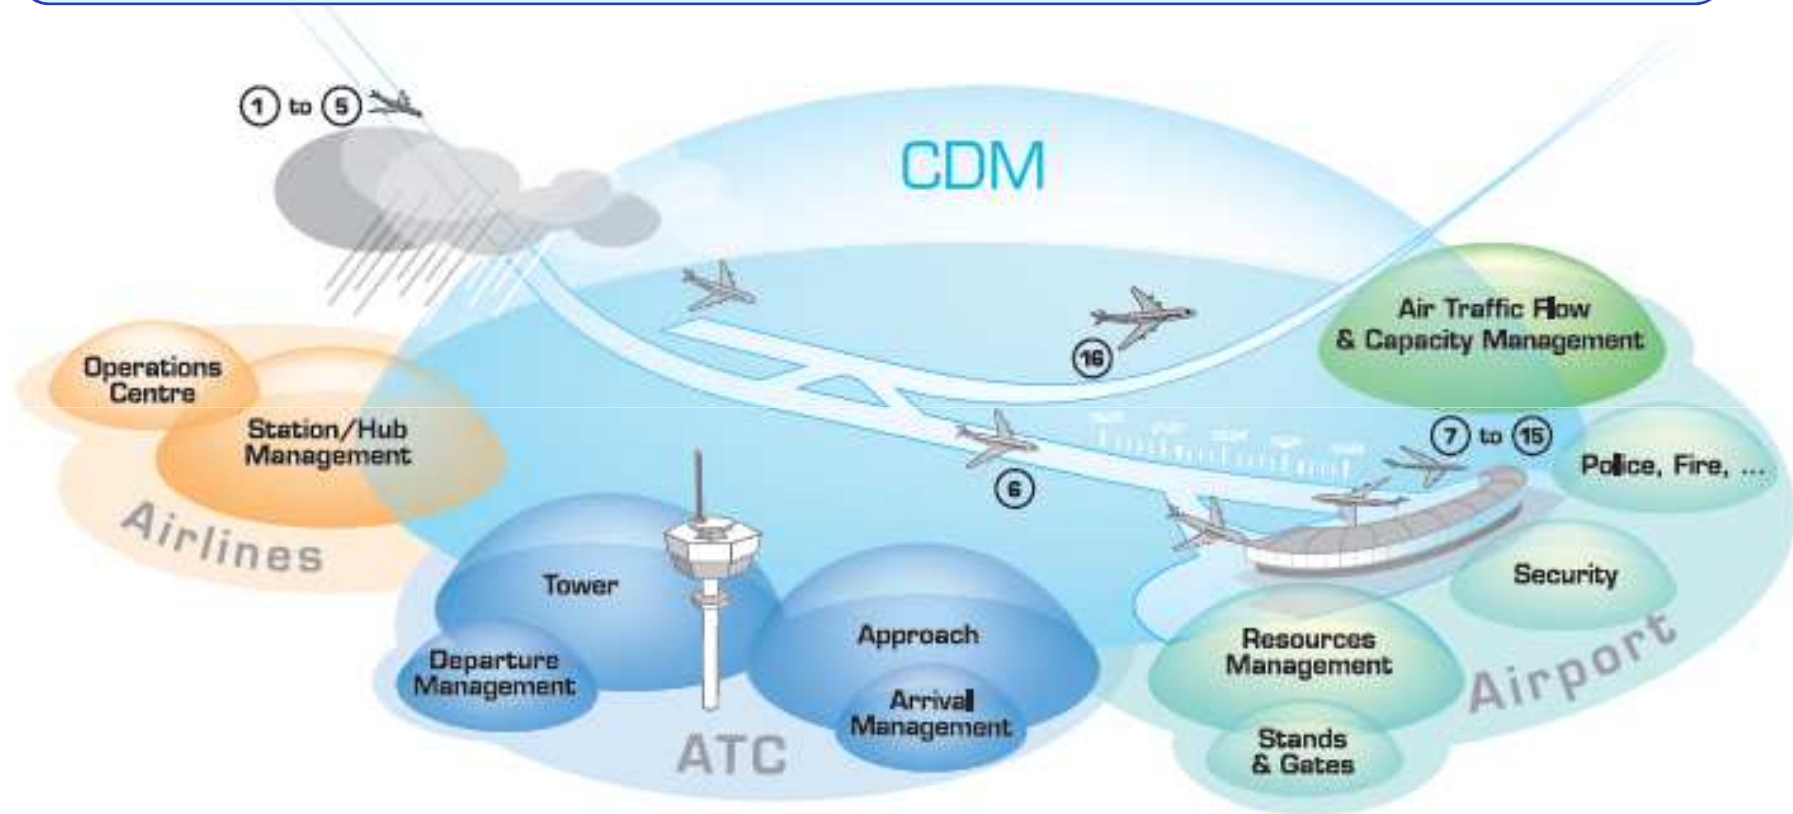 CDM
1 to 5
16
Air Traffic Flow
& Capacity Management
Operations
Centre
Station/Hub
Management
Airlines
6
7 to 15
Police, Fire, ...
Security
Tower
Departure
Management
Approach
Arrival
Management
ATC
Resources
Management
Stands
& Gates
Airport